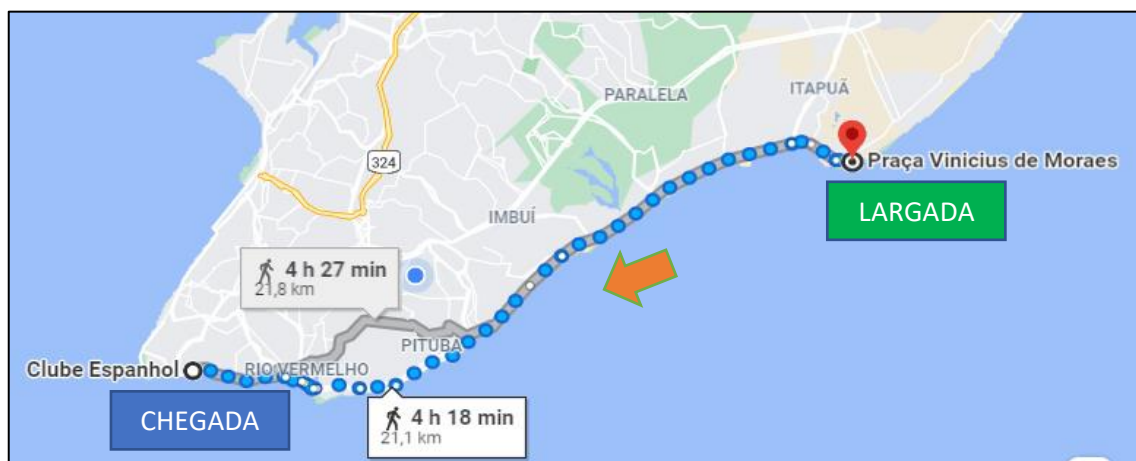 ITAPUÃ
PARALELA
324
Praça Vinicius de Moraes
LARGADA
IMBUÍ
4 h 27 min
21,8 km
PITUBA
Clube Espanhol
RIO VERMELHO
CHEGADA
4 h 18 min
21,1 km